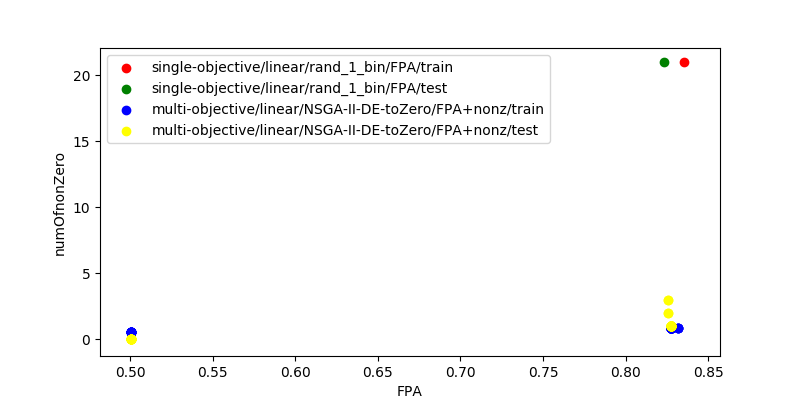 single-objective/linear/rand_1_bin/FPA/train
single-objective/linear/rand_1_bin/FPA/test
multi-objective/linear/NSGA-II-DE-toZero/FPA+nonz/train
multi-objective/linear/NSGA-II-DE-toZero/FPA+nonz/test
numOfnonZero
20
15
10
5
0
0.50 0.55 0.60 0.65 0.70 0.75 0.80 0.85
FPA